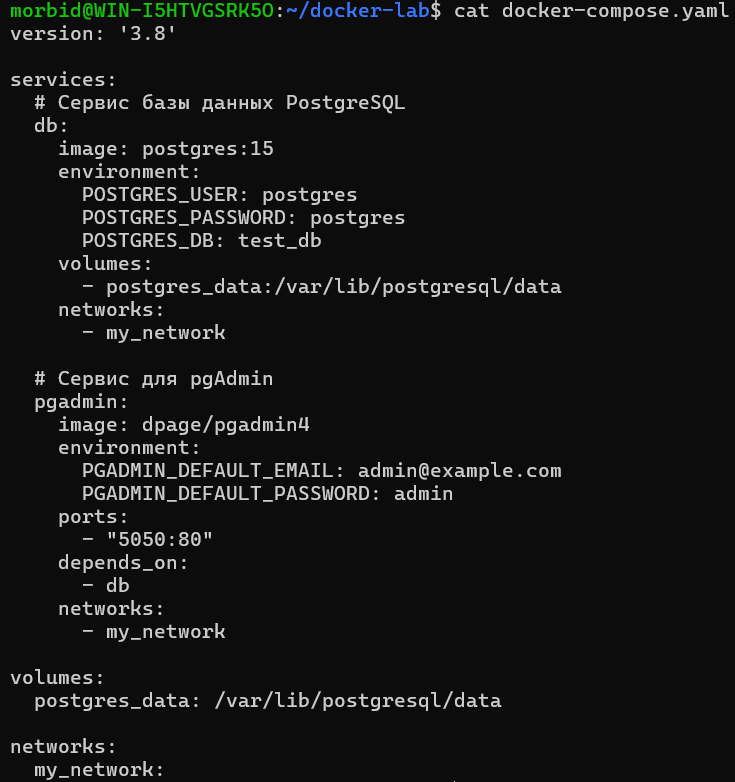 morbid@WIN-I5HTVGSRK5O:~/docker-lab$ cat docker-compose.yaml
version: '3.8'

services:
  # Сервис базы данных PostgreSQL
  db:
    image: postgres:15
    environment:
      POSTGRES_USER: postgres
      POSTGRES_PASSWORD: postgres
      POSTGRES_DB: test_db
    volumes:
      - postgres_data:/var/lib/postgresql/data
    networks:
      - my_network

  # Сервис для pgAdmin
  pgadmin:
    image: dpage/pgadmin4
    environment:
      PGADMIN_DEFAULT_EMAIL: admin@example.com
      PGADMIN_DEFAULT_PASSWORD: admin
    ports:
      - "5050:80"
    depends_on:
      - db
    networks:
      - my_network

volumes:
  postgres_data: /var/lib/postgresql/data

networks:
  my_network: